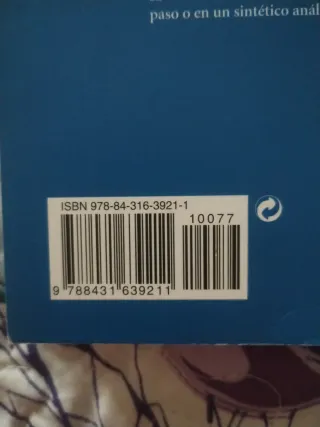 paso o en un sintético anál
ISBN 978-84-316-3921-1
10077
9 788431 639211